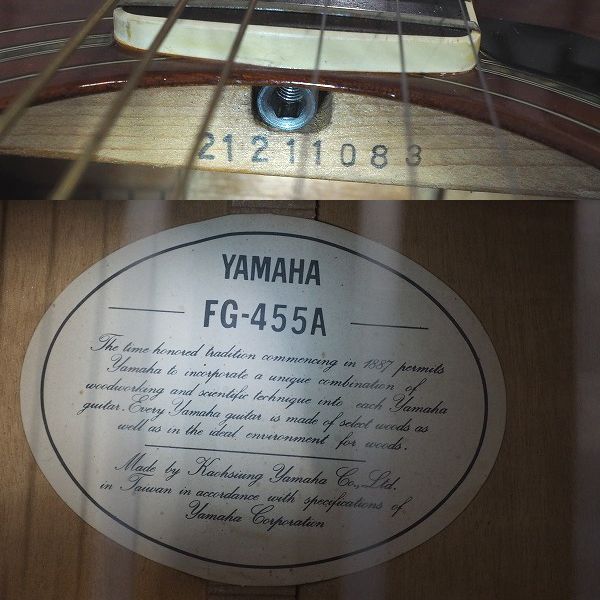 21211083
YAMAHA
FG-455A
The time honored tradition commencing in 1887 permits
Yamaha to incorporate a unique combination of
woodworking and scientific technique into each Yamaha
guitar. Every Yamaha guitar is made of select woods as
well as in the ideal environment for woods.
Made by Kaohsiung Yamaha Co., Ltd.
in Taiwan in accordance with specifications of
Yamaha Corporation